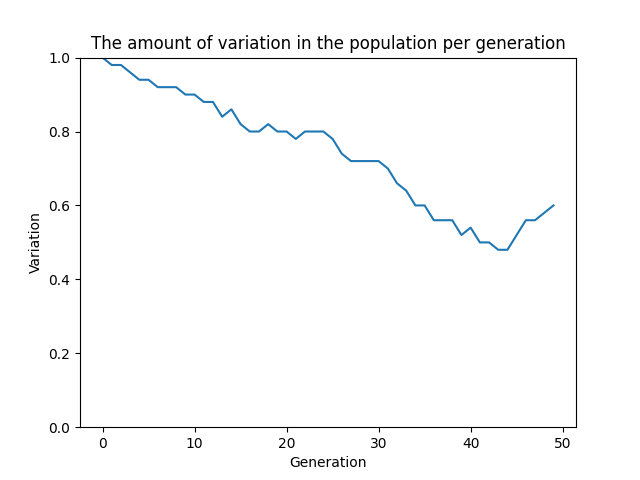 The amount of variation in the population per generation
1.0
0.8
0.6
0.4
0.2
0.0
Variation
0 10 20 30 40 50
Generation